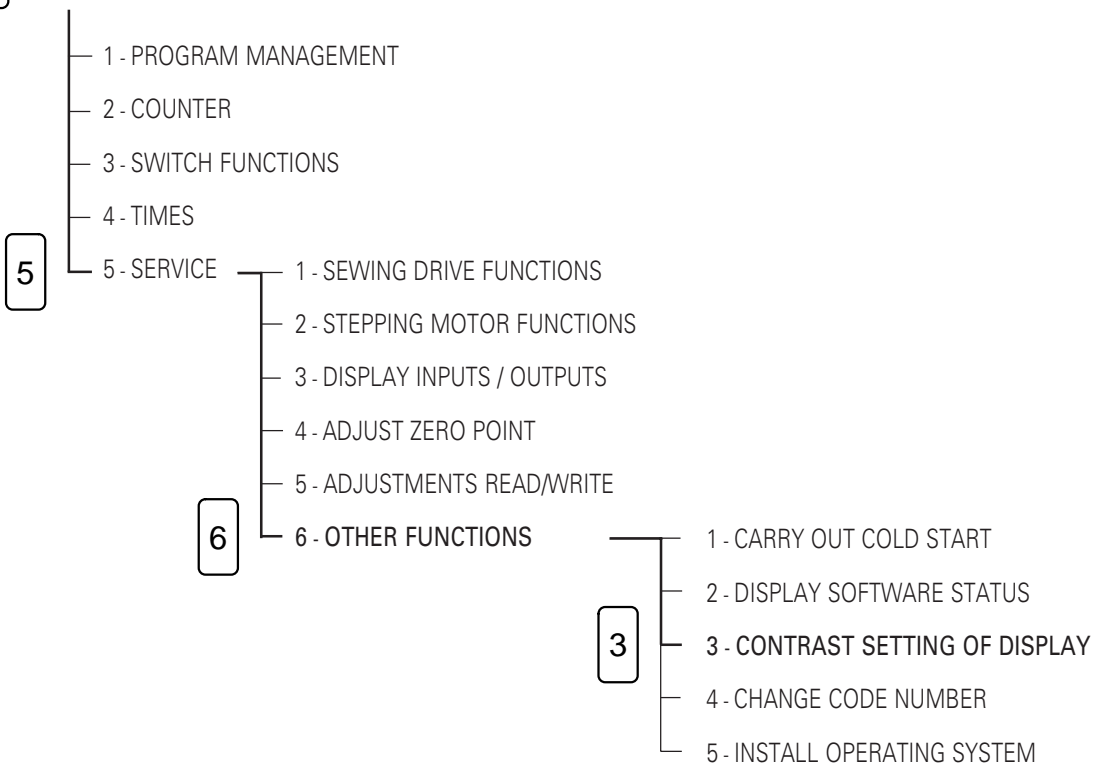 1 - PROGRAM MANAGEMENT
2 - COUNTER
3 - SWITCH FUNCTIONS
4 - TIMES
5
5 - SERVICE
1 - SEWING DRIVE FUNCTIONS
2 - STEPPING MOTOR FUNCTIONS
3 - DISPLAY INPUTS / OUTPUTS
4 - ADJUST ZERO POINT
5 - ADJUSTMENTS READ/WRITE
6
6 - OTHER FUNCTIONS
1 - CARRY OUT COLD START
2 - DISPLAY SOFTWARE STATUS
3
3 - CONTRAST SETTING OF DISPLAY
4 - CHANGE CODE NUMBER
5 - INSTALL OPERATING SYSTEM